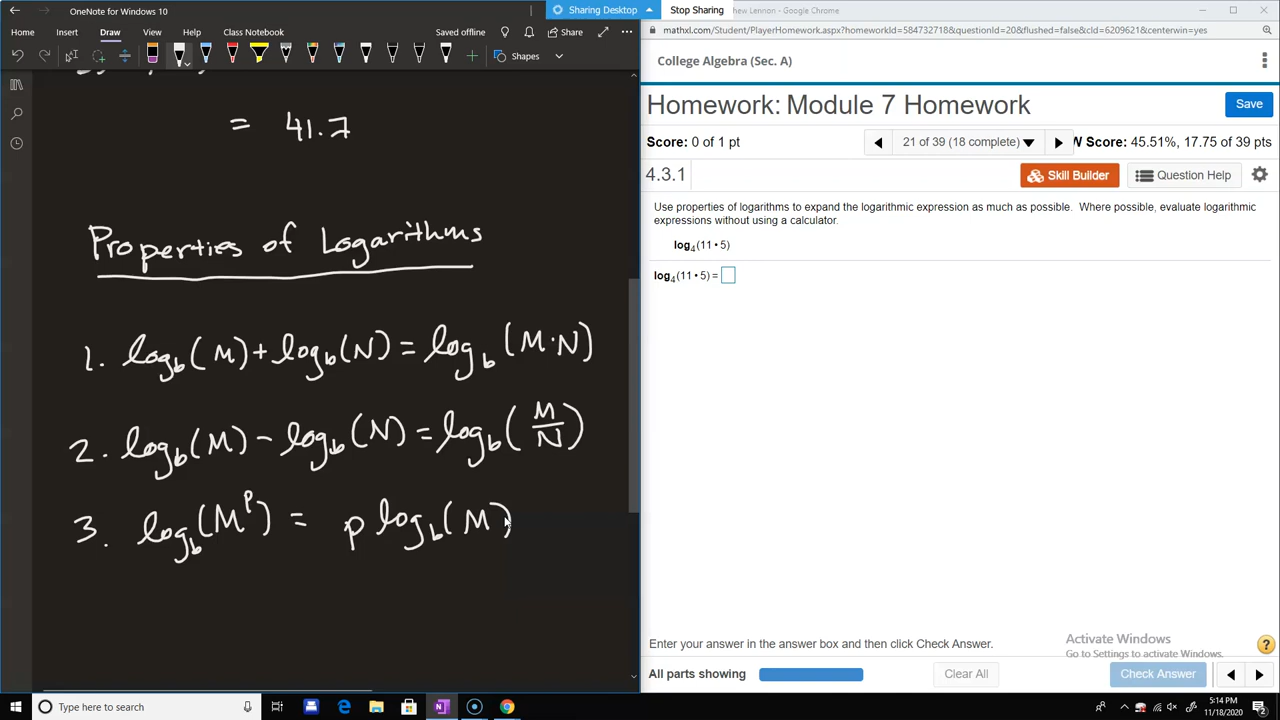 OneNote for Windows 10
Sharing Desktop
Stop Sharing
hew Lennon - Google Chrome
Home Insert Draw View Help Class Notebook Saved offline Share
mathxl.com/Student/PlayerHomework.aspx?homeworkId=584732718&questionId=20&flushed=false&cId=6209621&centerwin=yes
Shapes
College Algebra (Sec. A)
Homework: Module 7 Homework
Save
Score: 0 of 1 pt
21 of 39 (18 complete)
W Score: 45.51%, 17.75 of 39 pts
4.3.1
Skill Builder
Question Help
Use properties of logarithms to expand the logarithmic expression as much as possible. Where possible, evaluate logarithmic
expressions without using a calculator.
log₄(11 • 5)
log₄(11 • 5) =
= 41.7
Properties of Logarithms
1. log_b(M) + log_b(N) = log_b(M·N)
2. log_b(M) − log_b(N) = log_b(M/N)
3. log_b(M^p) = p log_b(M)
Enter your answer in the answer box and then click Check Answer.
Activate Windows
Go to Settings to activate Windows.
All parts showing
Clear All
Check Answer
Type here to search
5:14 PM
11/18/2020
2